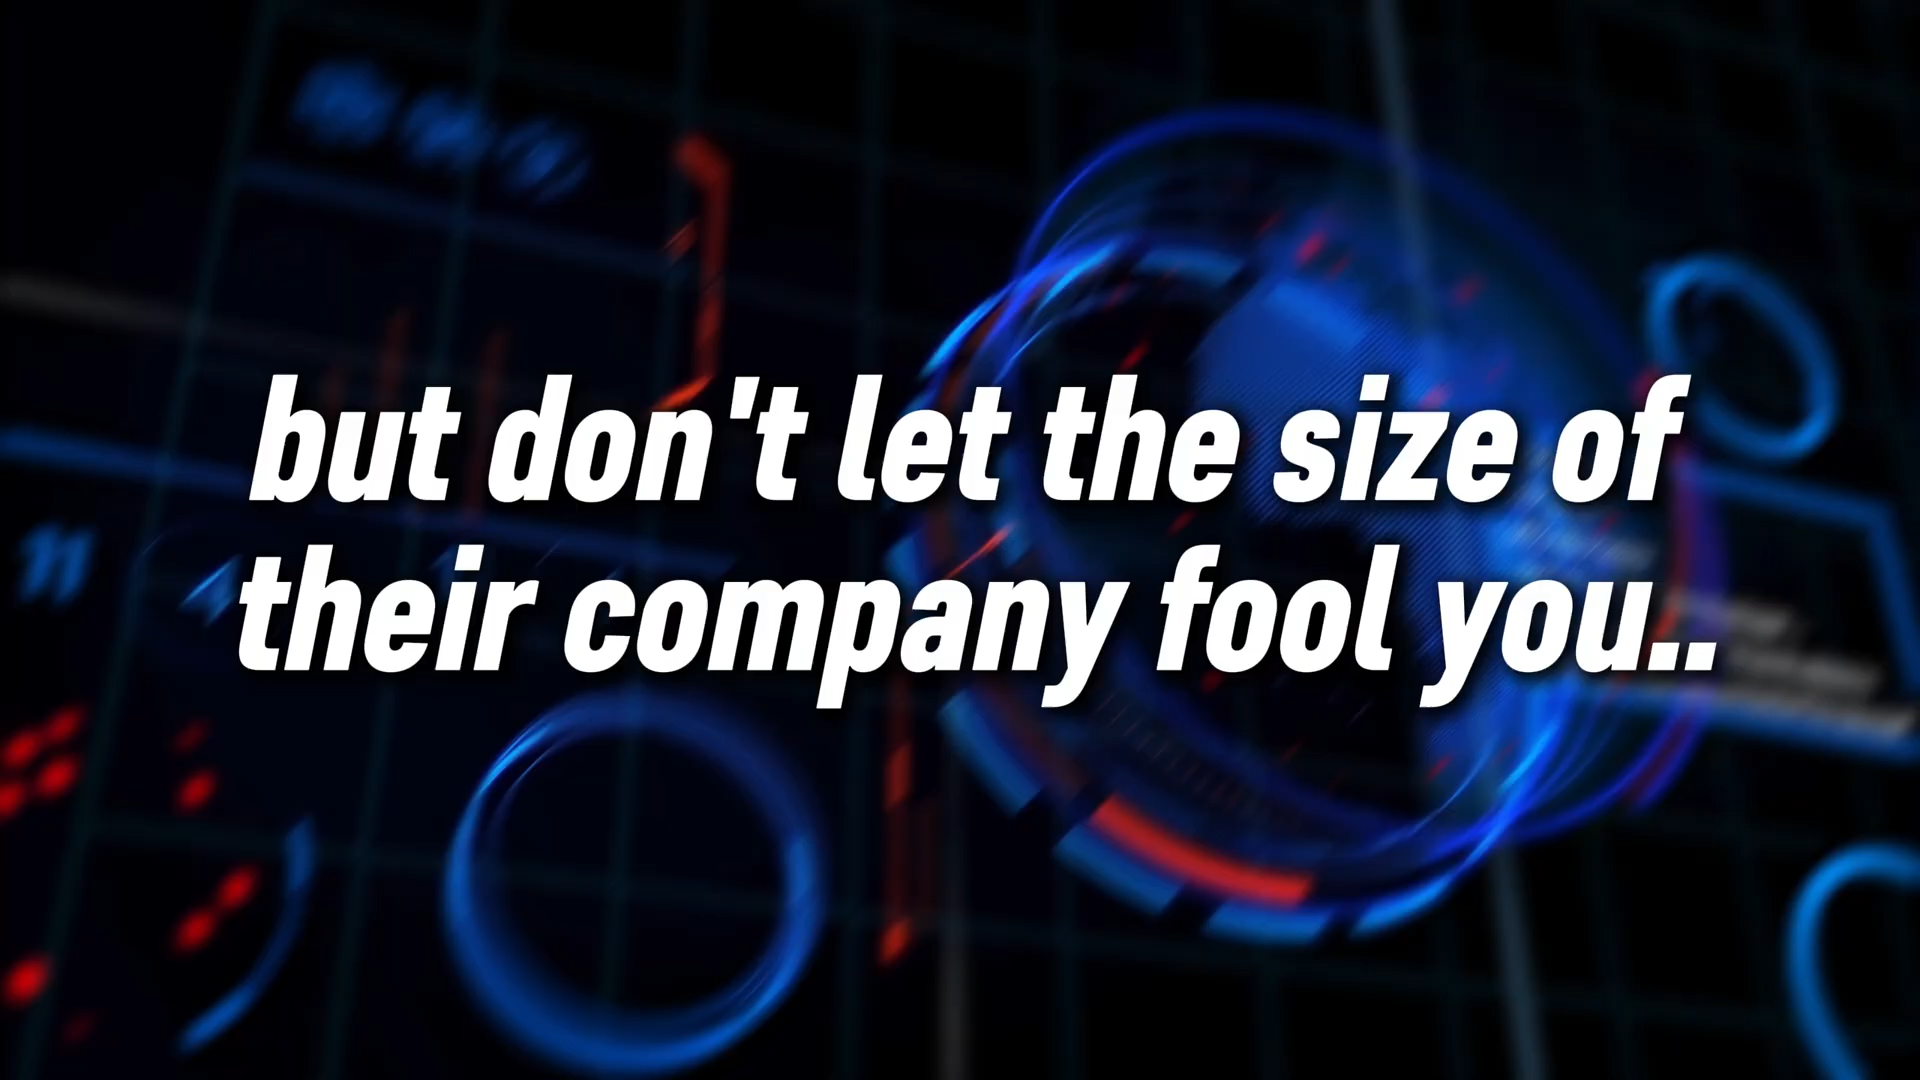 but don't let the size of
their company fool you..